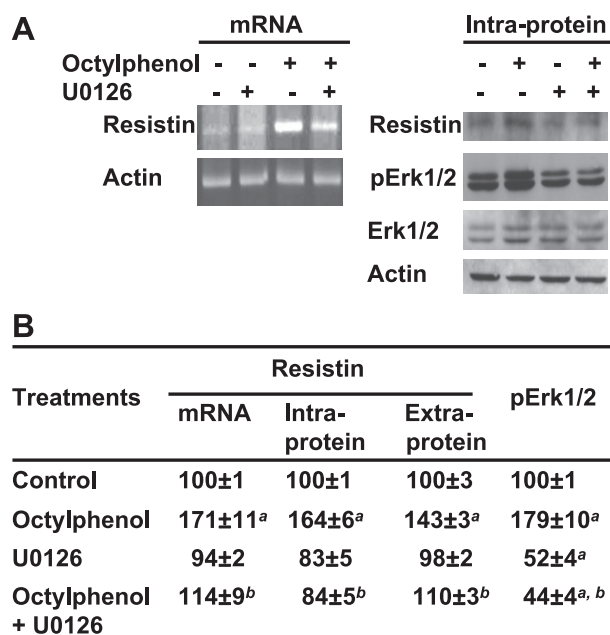 A
mRNA
Octylphenol - - + +
U0126 - + - +
Resistin
Actin
Intra-protein
- + - +
- - + +
Resistin
pErk1/2
Erk1/2
Actin
B
Treatments Resistin pErk1/2
mRNA Intra-protein Extra-protein
Control 100±1 100±1 100±3 100±1
Octylphenol 171±11a 164±6a 143±3a 179±10a
U0126 94±2 83±5 98±2 52±4a
Octylphenol 114±9b 84±5b 110±3b 44±4a, b
+ U0126